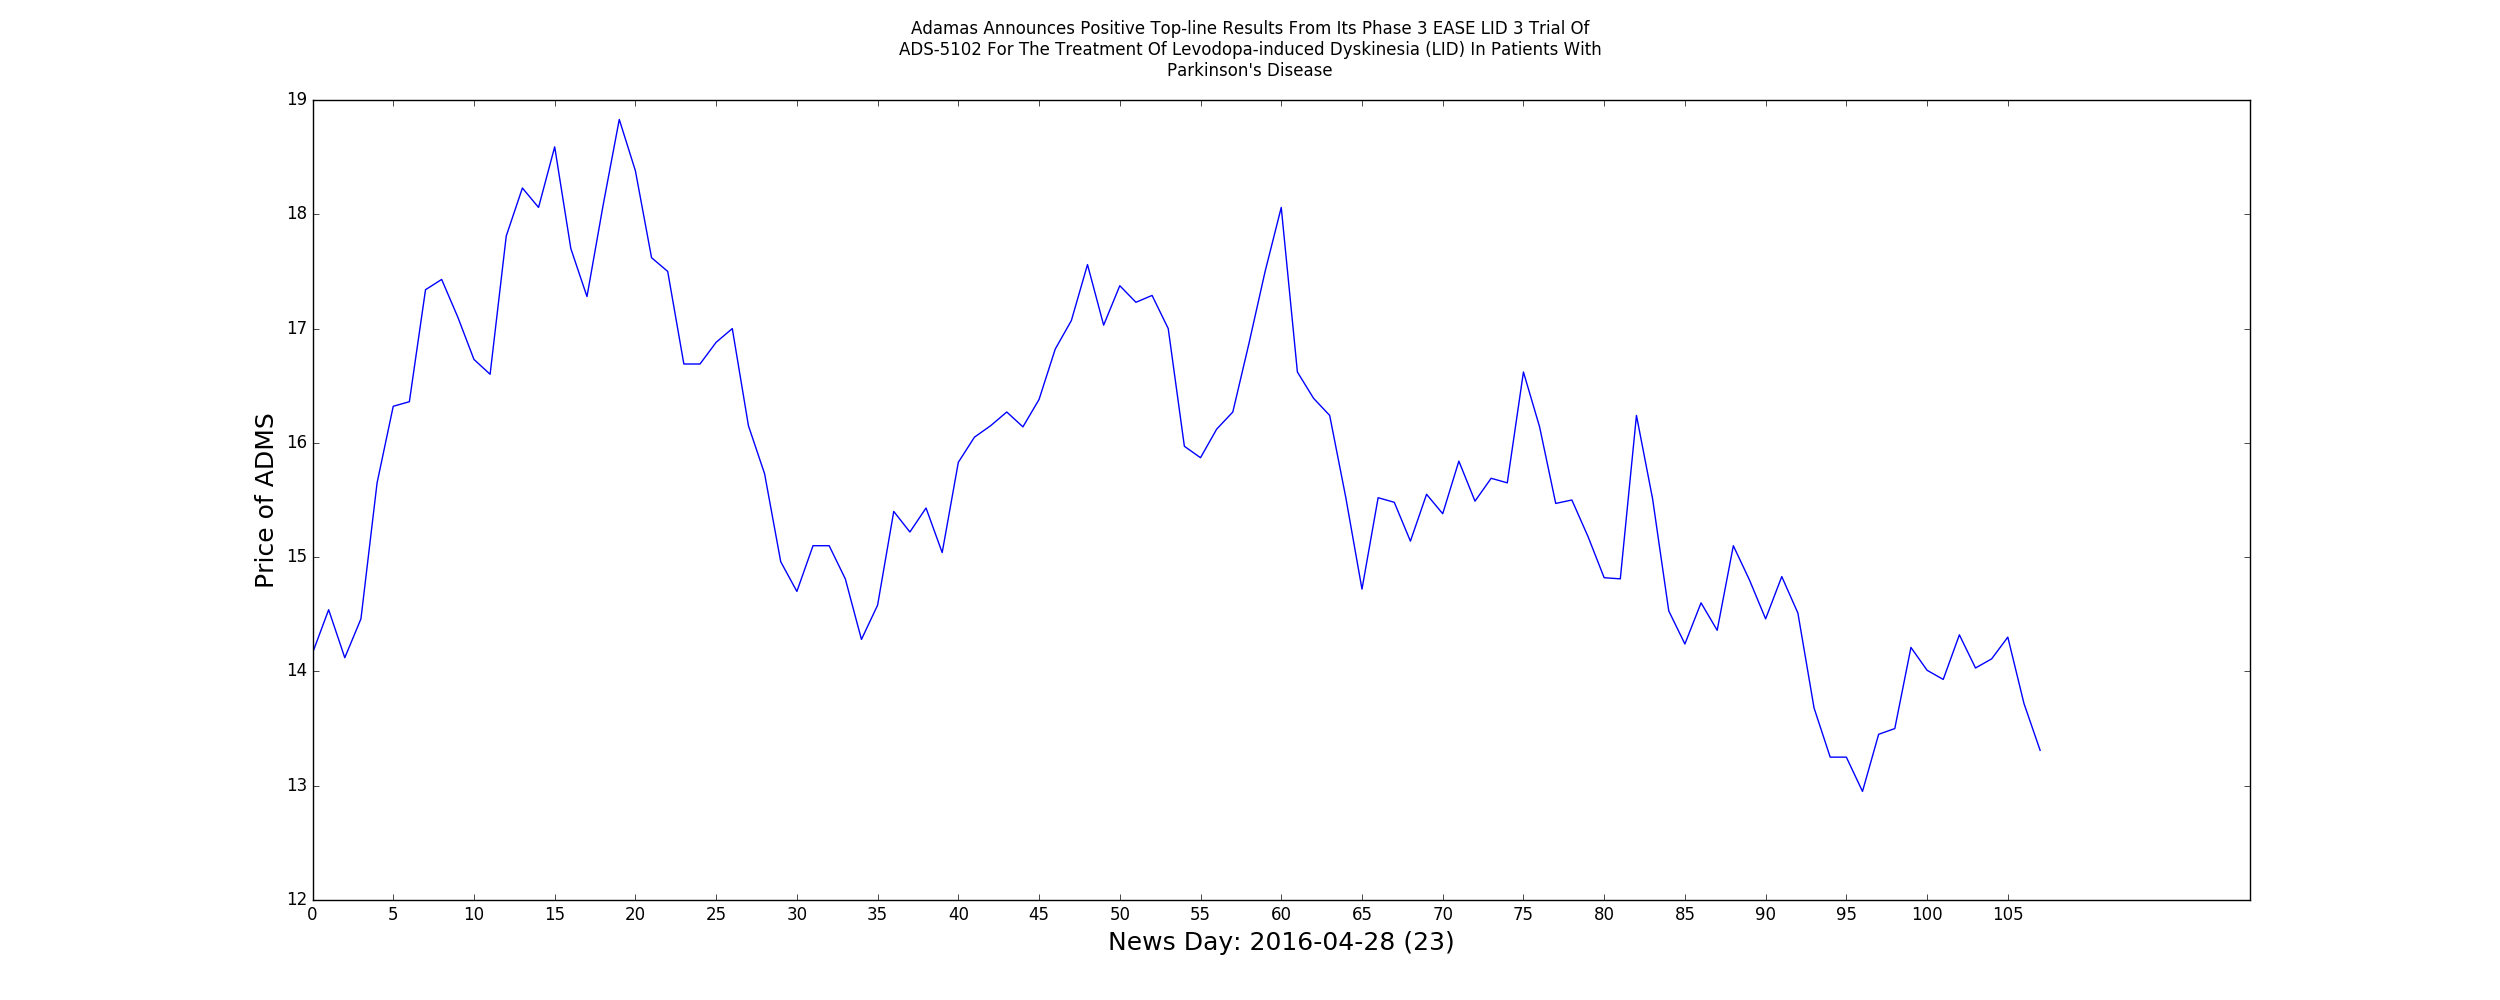 Adamas Announces Positive Top-line Results From Its Phase 3 EASE LID 3 Trial Of
ADS-5102 For The Treatment Of Levodopa-induced Dyskinesia (LID) In Patients With
Parkinson's Disease
19
18
17
16
15
14
13
12
Price of ADMS
0 5 10 15 20 25 30 35 40 45 50 55 60 65 70 75 80 85 90 95 100 105
News Day: 2016-04-28 (23)